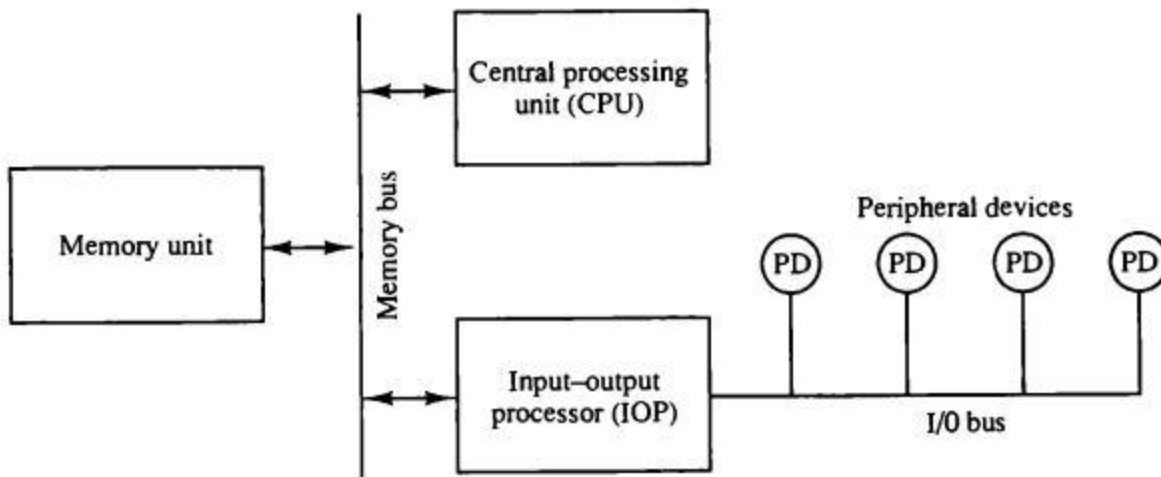 Central processing
unit (CPU)
Memory unit
Memory bus
Peripheral devices
PD
PD
PD
PD
Input–output
processor (IOP)
I/0 bus